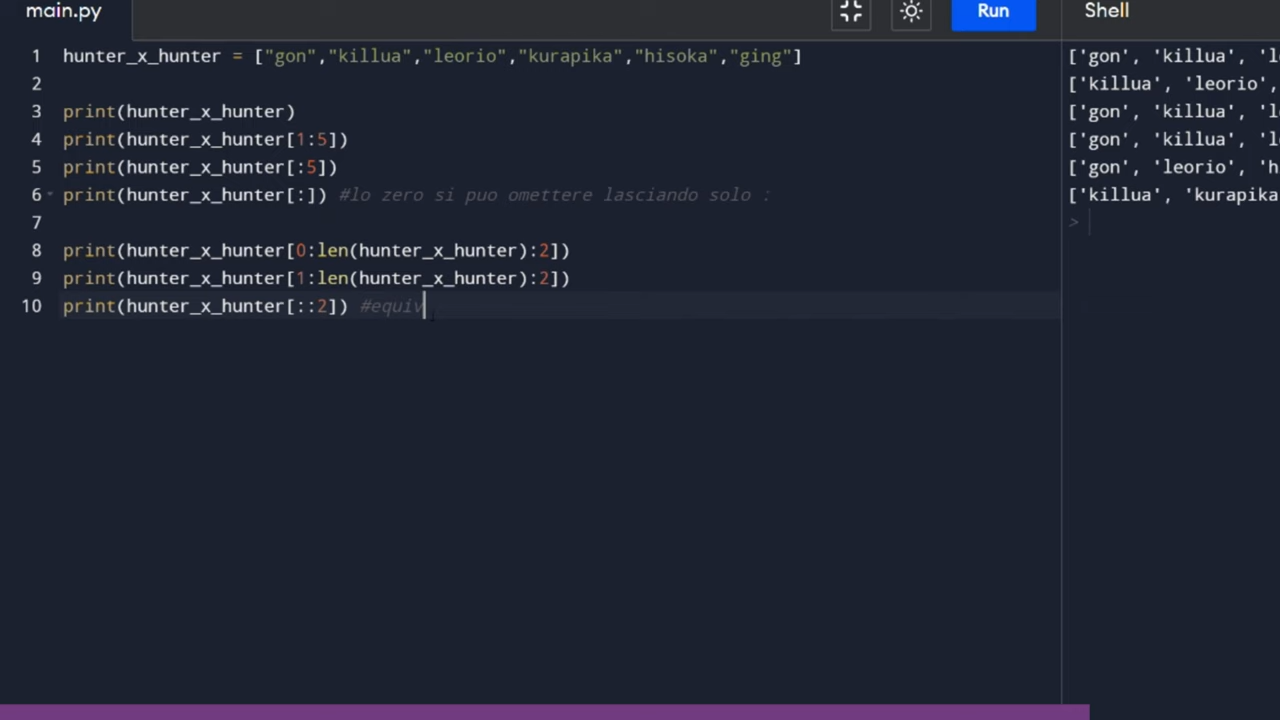 main.py Run Shell
1 hunter_x_hunter = ["gon","killua","leorio","kurapika","hisoka","ging"]
2
3 print(hunter_x_hunter)
4 print(hunter_x_hunter[1:5])
5 print(hunter_x_hunter[:5])
6 print(hunter_x_hunter[:]) #lo zero si puo omettere lasciando solo :
7
8 print(hunter_x_hunter[0:len(hunter_x_hunter):2])
9 print(hunter_x_hunter[1:len(hunter_x_hunter):2])
10 print(hunter_x_hunter[::2]) #equiv
['gon', 'killua', 'l
['killua', 'leorio',
['gon', 'killua', 'l
['gon', 'killua', 'l
['gon', 'leorio', 'h
['killua', 'kurapika
>